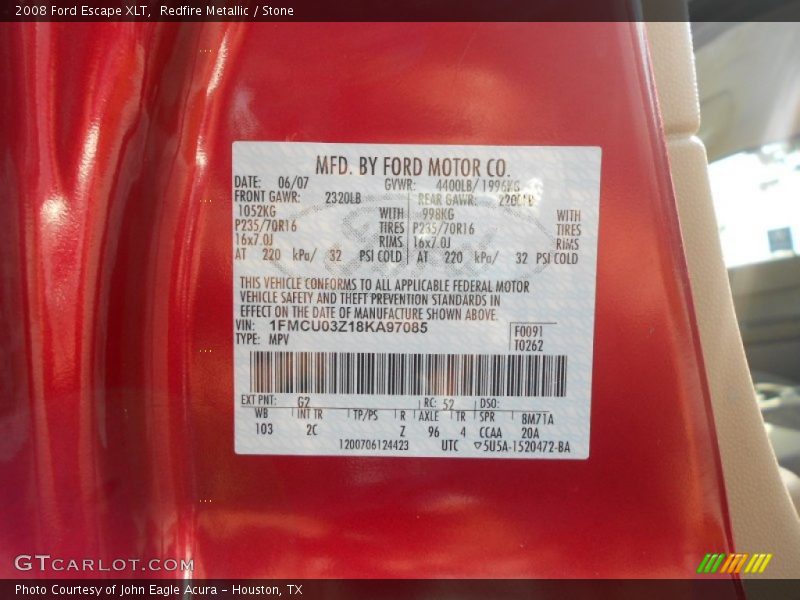 2008 Ford Escape XLT, Redfire Metallic / Stone
MFD. BY FORD MOTOR CO.
DATE: 06/07 GVWR: 4400LB/1996KG
FRONT GAWR: 2320LB REAR GAWR: 2200LB
1052KG WITH 998KG WITH
P235/70R16 TIRES P235/70R16 TIRES
16x7.0J RIMS 16x7.0J RIMS
AT 220 kPa/ 32 PSI COLD AT 220 kPa/ 32 PSI COLD
THIS VEHICLE CONFORMS TO ALL APPLICABLE FEDERAL MOTOR
VEHICLE SAFETY AND THEFT PREVENTION STANDARDS IN
EFFECT ON THE DATE OF MANUFACTURE SHOWN ABOVE.
VIN: 1FMCU03Z18KA97085 F0091
TYPE: MPV T0262
EXT PNT: G2 RC: 52 DSO:
WB INT TR TP/PS R AXLE TR SPR 8M71A
103 2C Z 96 4 CCAA 20A
1200706124423 UTC ▽5U5A-1520472-BA
GTCARLOT.COM
Photo Courtesy of John Eagle Acura - Houston, TX